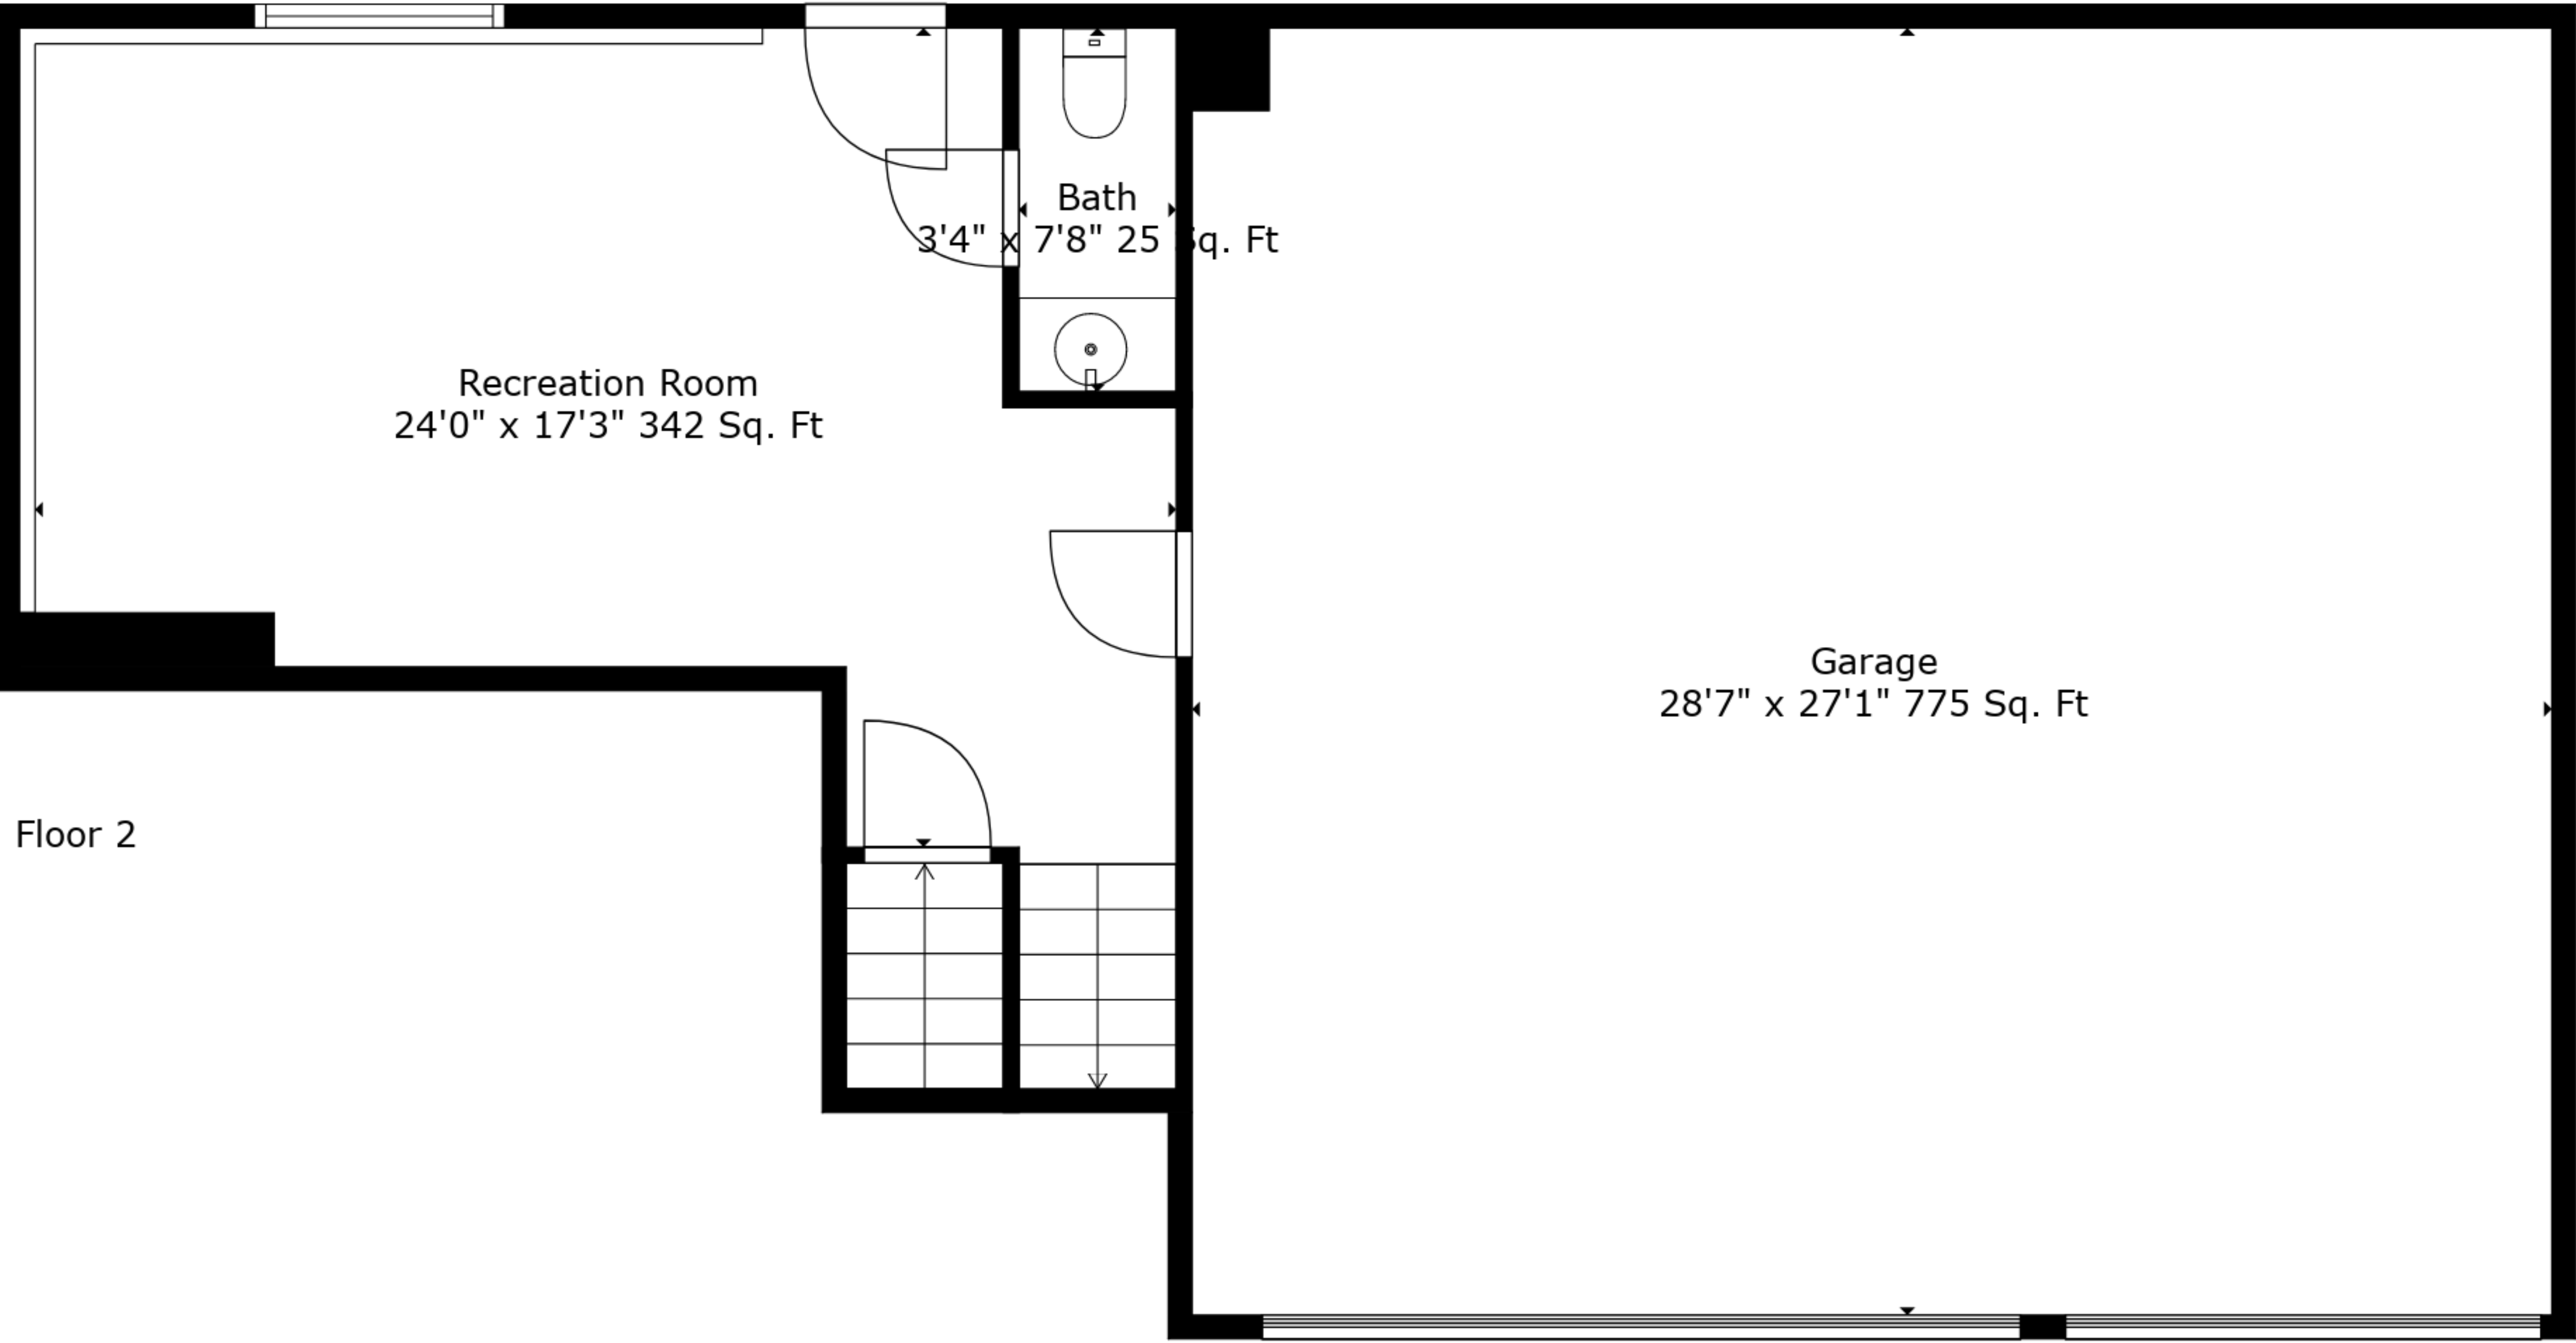 Bath
3'4" x 7'8" 25 Sq. Ft
Recreation Room
24'0" x 17'3" 342 Sq. Ft
Garage
28'7" x 27'1" 775 Sq. Ft
Floor 2